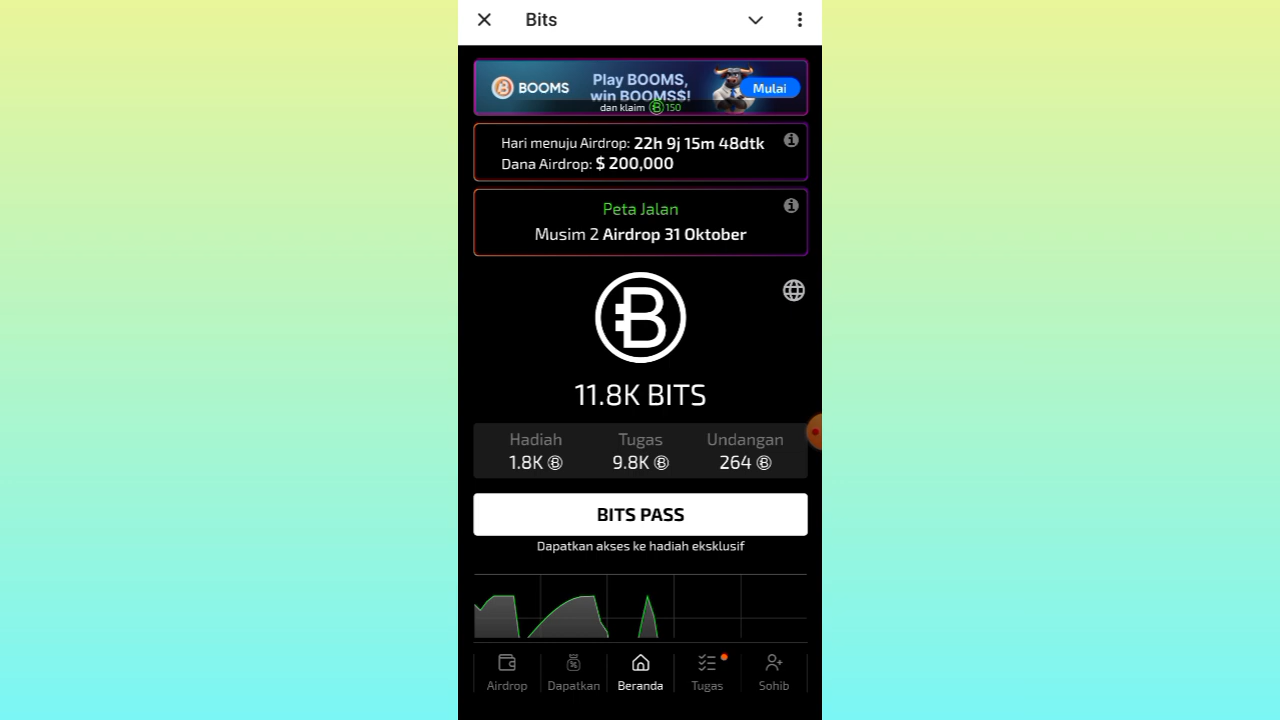 Bits
BOOMS
Play BOOMS,
win BOOMS$!
Mulai
dan klaim 150
Hari menuju Airdrop: 22h 9j 15m 48dtk
Dana Airdrop: $ 200,000
Peta Jalan
Musim 2 Airdrop 31 Oktober
11.8K BITS
Hadiah Tugas Undangan
1.8K 9.8K 264
BITS PASS
Dapatkan akses ke hadiah eksklusif
Airdrop Dapatkan Beranda Tugas Sohib